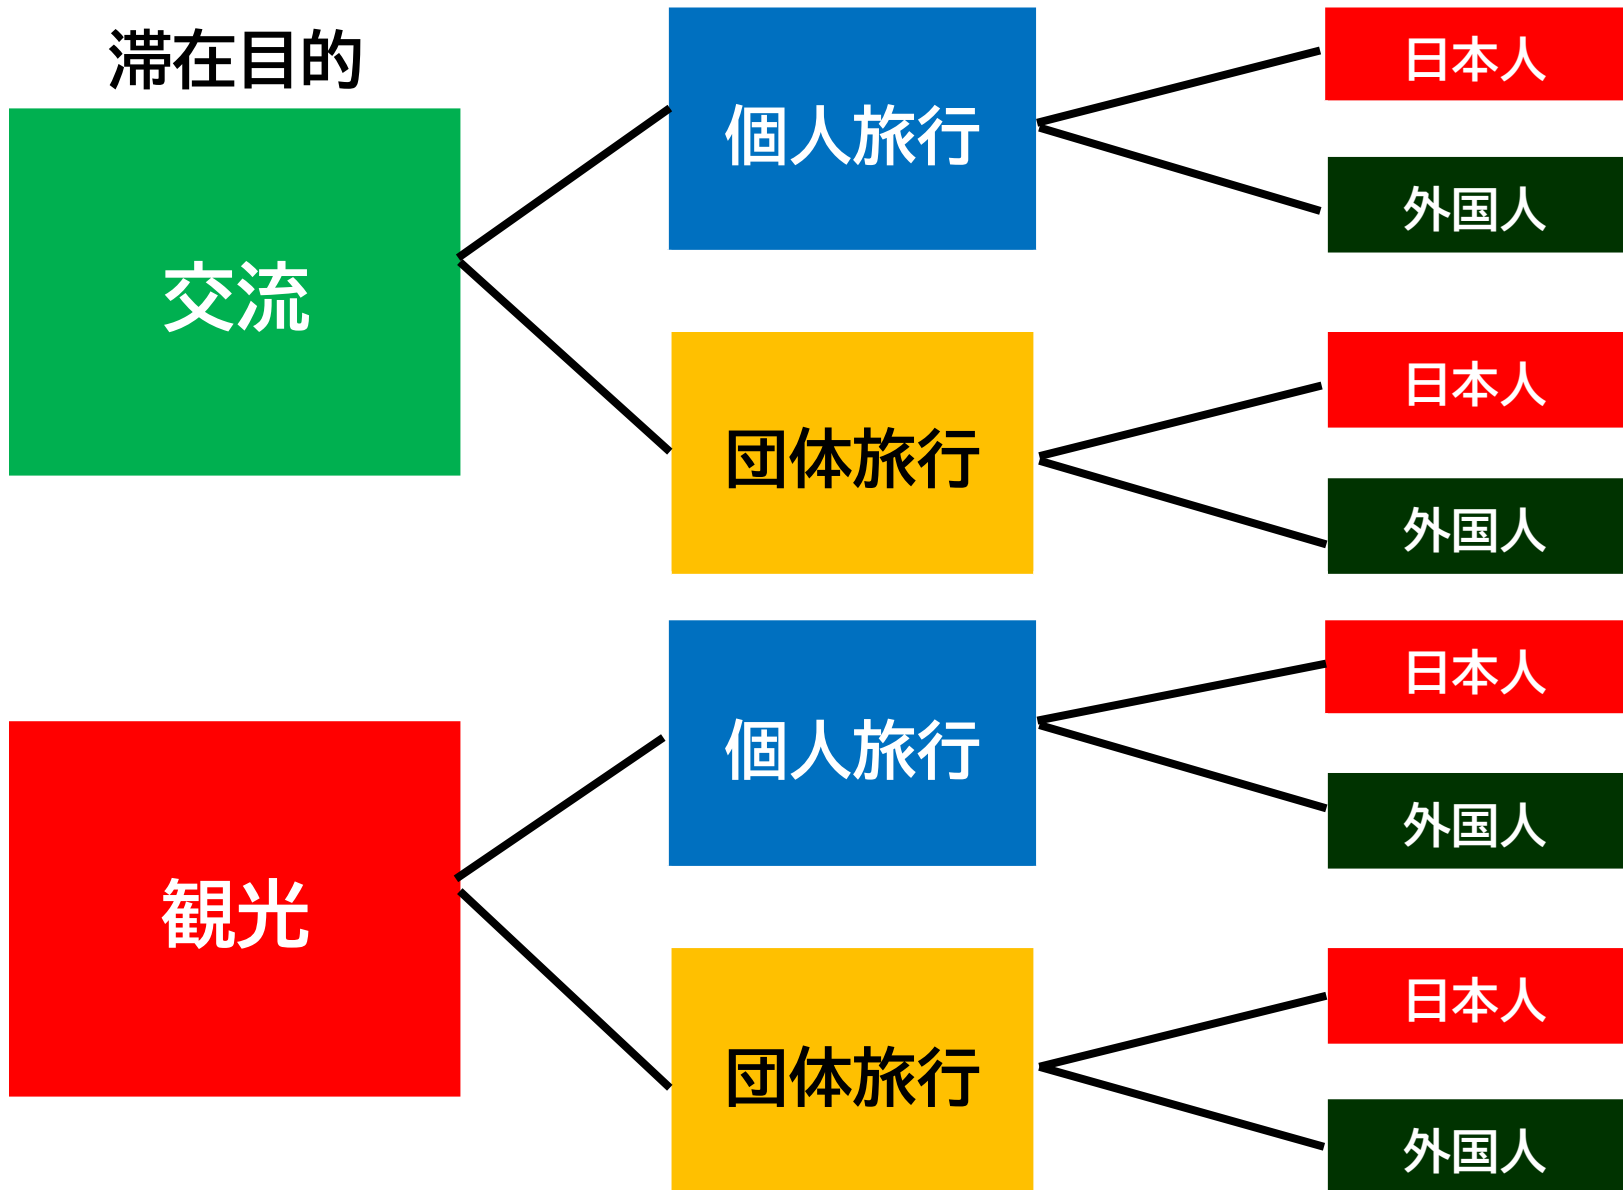 滞在目的
交流
個人旅行
日本人
外国人
団体旅行
日本人
外国人
観光
個人旅行
日本人
外国人
団体旅行
日本人
外国人